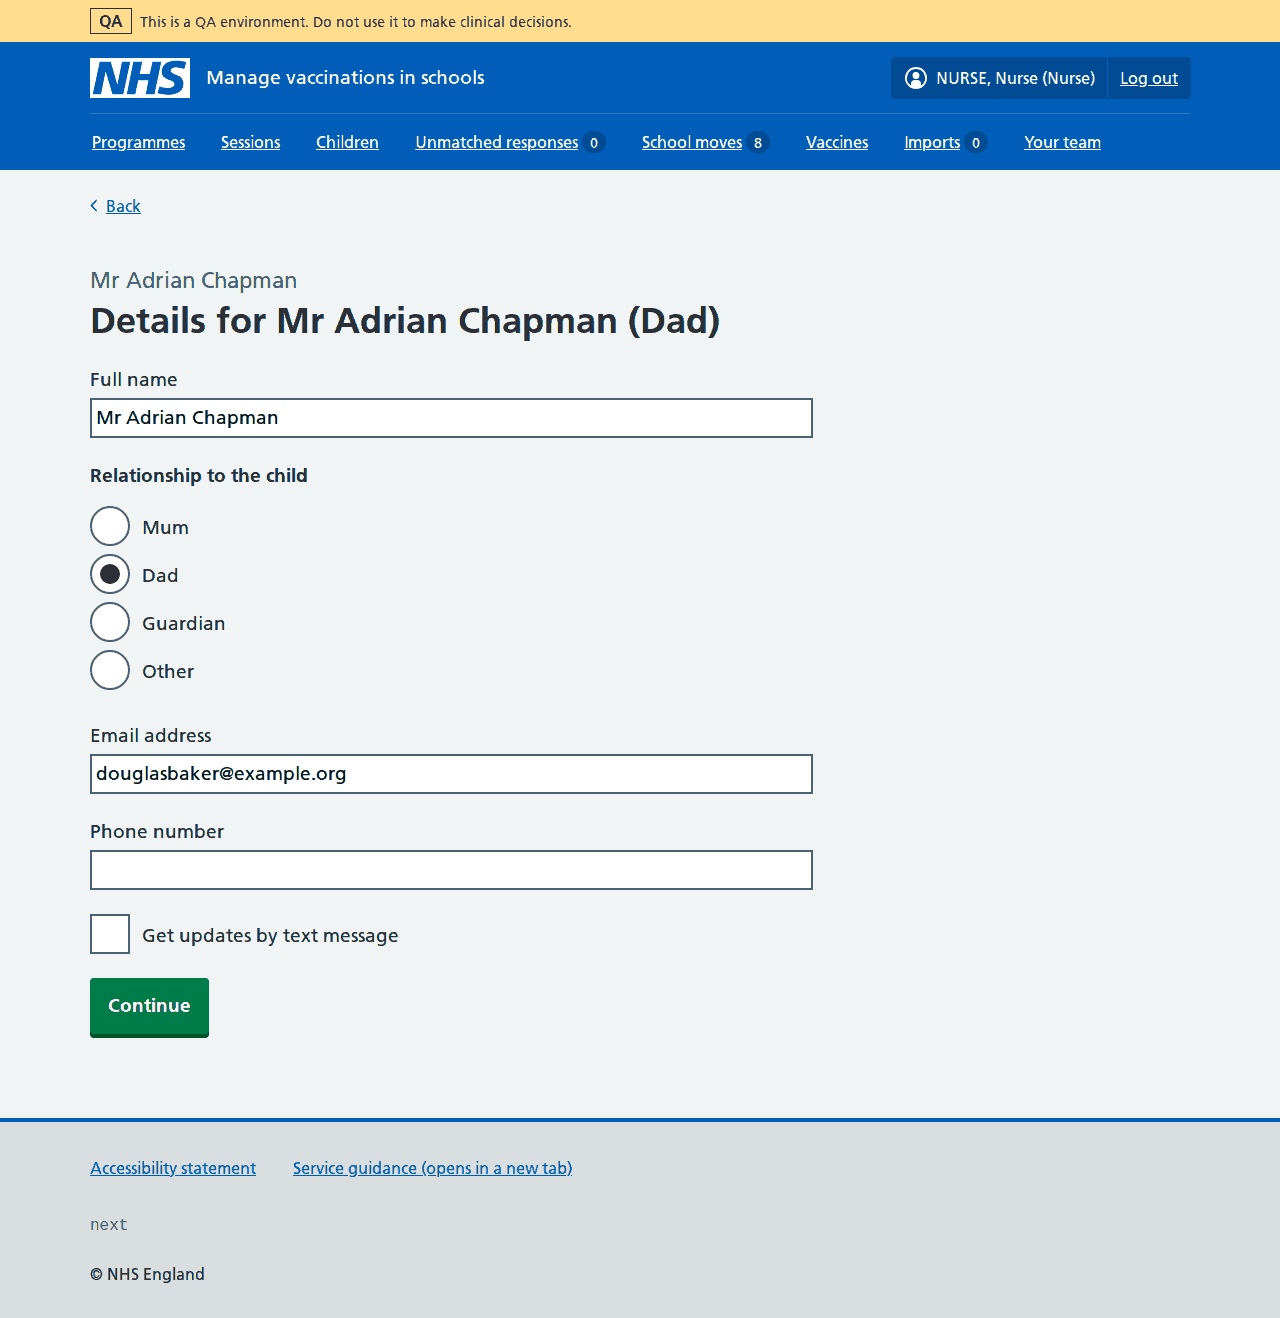 QA This is a QA environment. Do not use it to make clinical decisions.
NHS Manage vaccinations in schools NURSE, Nurse (Nurse) Log out
Programmes Sessions Children Unmatched responses 0 School moves 8 Vaccines Imports 0 Your team
Back
Mr Adrian Chapman
Details for Mr Adrian Chapman (Dad)
Full name
Mr Adrian Chapman
Relationship to the child
Mum
Dad
Guardian
Other
Email address
douglasbaker@example.org
Phone number
Get updates by text message
Continue
Accessibility statement Service guidance (opens in a new tab)
next
© NHS England